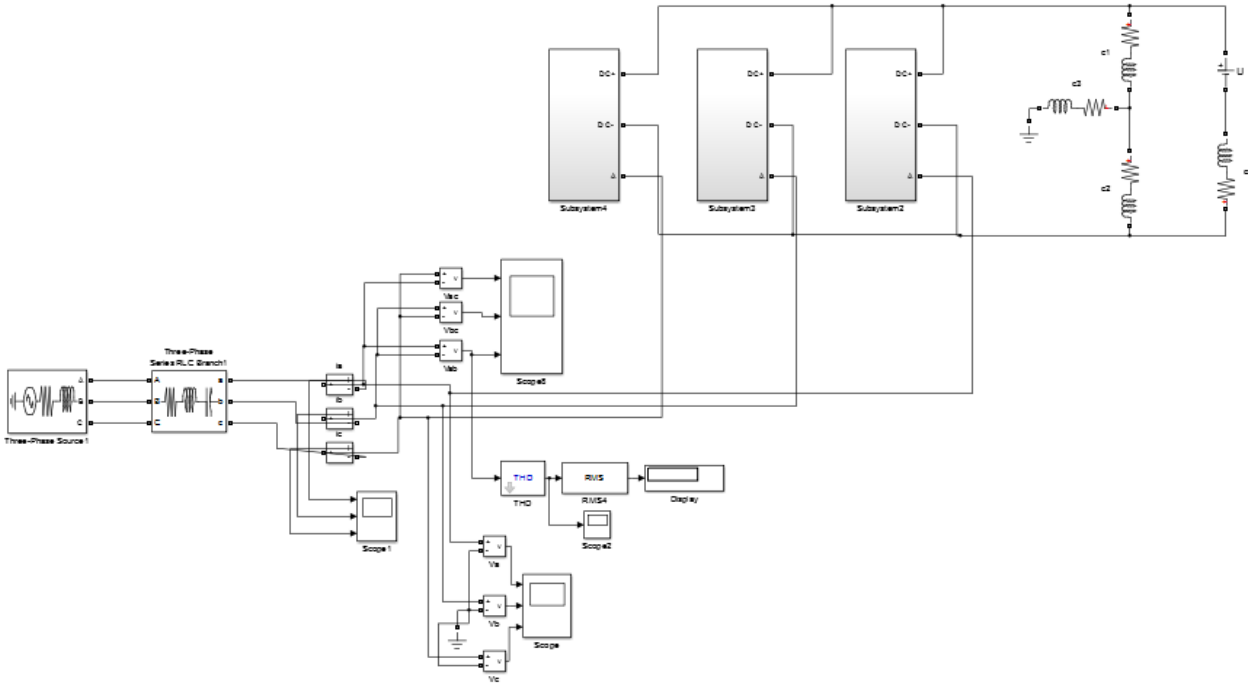 DC+
DC-
A
Subsystem4
DC+
DC-
A
Subsystem3
DC+
DC-
A
Subsystem2
c1
c3
c2
U
Vac
Vbc
Vab
Scope6
Three-Phase
Series RLC Branch1
A
B
C
A
B
C
a
b
c
Three-Phase Source1
Ia
Ib
Ic
Scope1
THD
THD
RMS
RMS4
Display
Scope2
Va
Vb
Vc
Scope